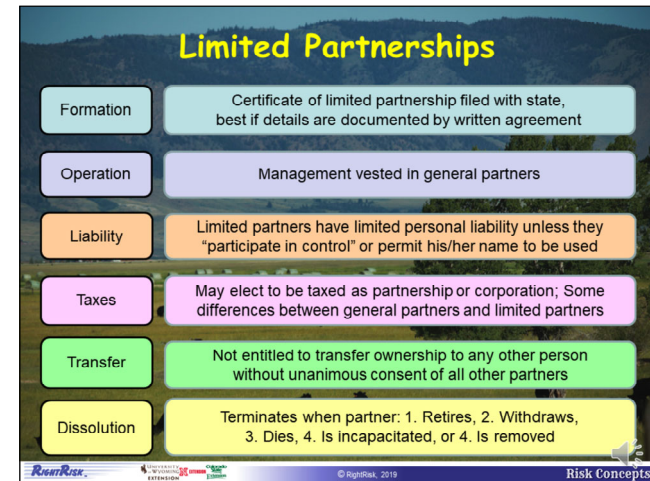 Limited Partnerships
Formation
Certificate of limited partnership filed with state,
best if details are documented by written agreement
Operation
Management vested in general partners
Liability
Limited partners have limited personal liability unless they
“participate in control” or permit his/her name to be used
Taxes
May elect to be taxed as partnership or corporation; Some
differences between general partners and limited partners
Transfer
Not entitled to transfer ownership to any other person
without unanimous consent of all other partners
Dissolution
Terminates when partner: 1. Retires, 2. Withdraws,
3. Dies, 4. Is incapacitated, or 4. Is removed
RIGHTRISK
UNIVERSITY
OF WYOMING
EXTENSION
© RightRisk, 2019
Risk Concepts